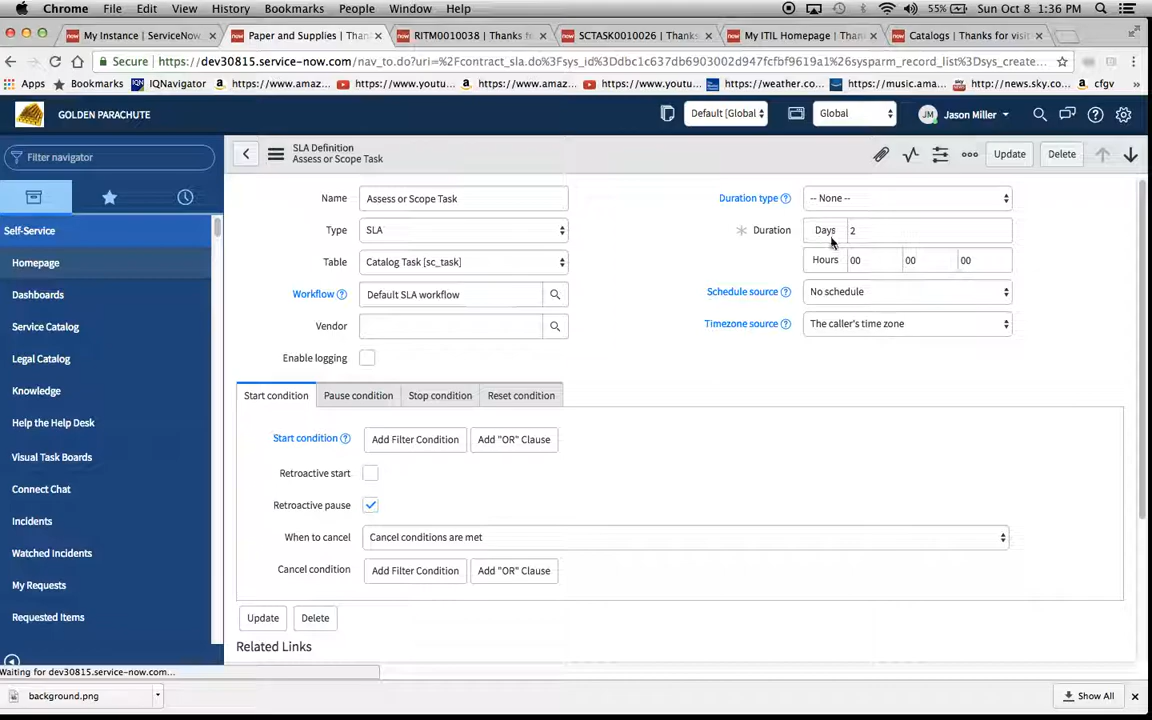 Chrome File Edit View History Bookmarks People Window Help 55% Sun Oct 8 1:36 PM
My Instance | ServiceNow Paper and Supplies | Than RITM0010038 | Thanks f SCTASK0010026 | Thanks My ITIL Homepage | Thank Catalogs | Thanks for visit
Secure https://dev30815.service-now.com/nav_to.do?uri=%2Fcontract_sla.do%3Fsys_id%3Ddbc1c637db6903002d947fcfbf9619a1%26sysparm_record_list%3Dsys_create...
Apps Bookmarks IQNavigator https://www.amaz... https://www.youtu... https://www.amaz... https://www.youtu... https://weather.co... https://music.ama... http://news.sky.co... cfgv »
GOLDEN PARACHUTE Default [Global Global JM Jason Miller
Filter navigator
SLA Definition
Assess or Scope Task
Update Delete
Self-Service
Homepage
Dashboards
Service Catalog
Legal Catalog
Knowledge
Help the Help Desk
Visual Task Boards
Connect Chat
Incidents
Watched Incidents
My Requests
Requested Items
Name Assess or Scope Task
Type SLA
Table Catalog Task [sc_task]
Workflow Default SLA workflow
Vendor
Enable logging
Duration type -- None --
Duration Days 2
Hours 00 00 00
Schedule source No schedule
Timezone source The caller's time zone
Start condition Pause condition Stop condition Reset condition
Start condition Add Filter Condition Add "OR" Clause
Retroactive start
Retroactive pause
When to cancel Cancel conditions are met
Cancel condition Add Filter Condition Add "OR" Clause
Update Delete
Related Links
Waiting for dev30815.service-now.com...
background.png Show All